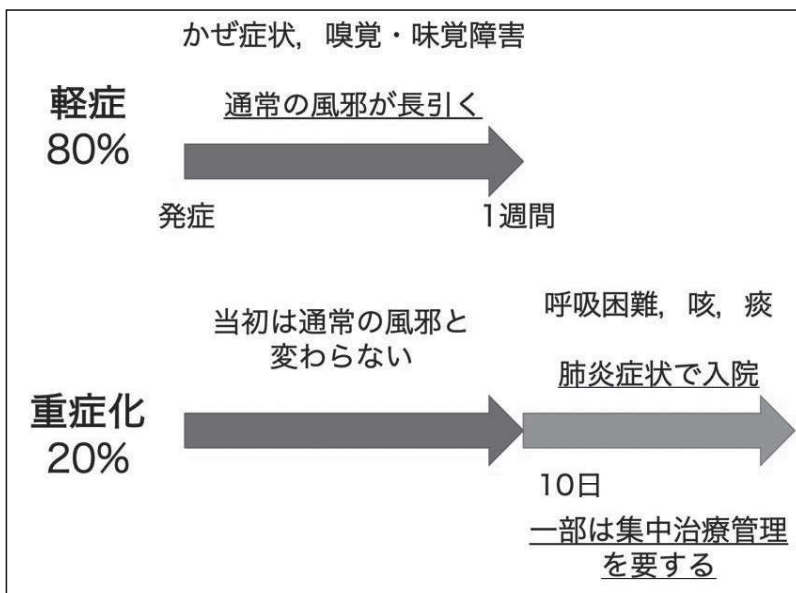 かぜ症状，嗅覚・味覚障害
軽症
80%
通常の風邪が長引く
発症
1週間
当初は通常の風邪と
変わらない
呼吸困難，咳，痰
重症化
20%
肺炎症状で入院
10日
一部は集中治療管理
を要する